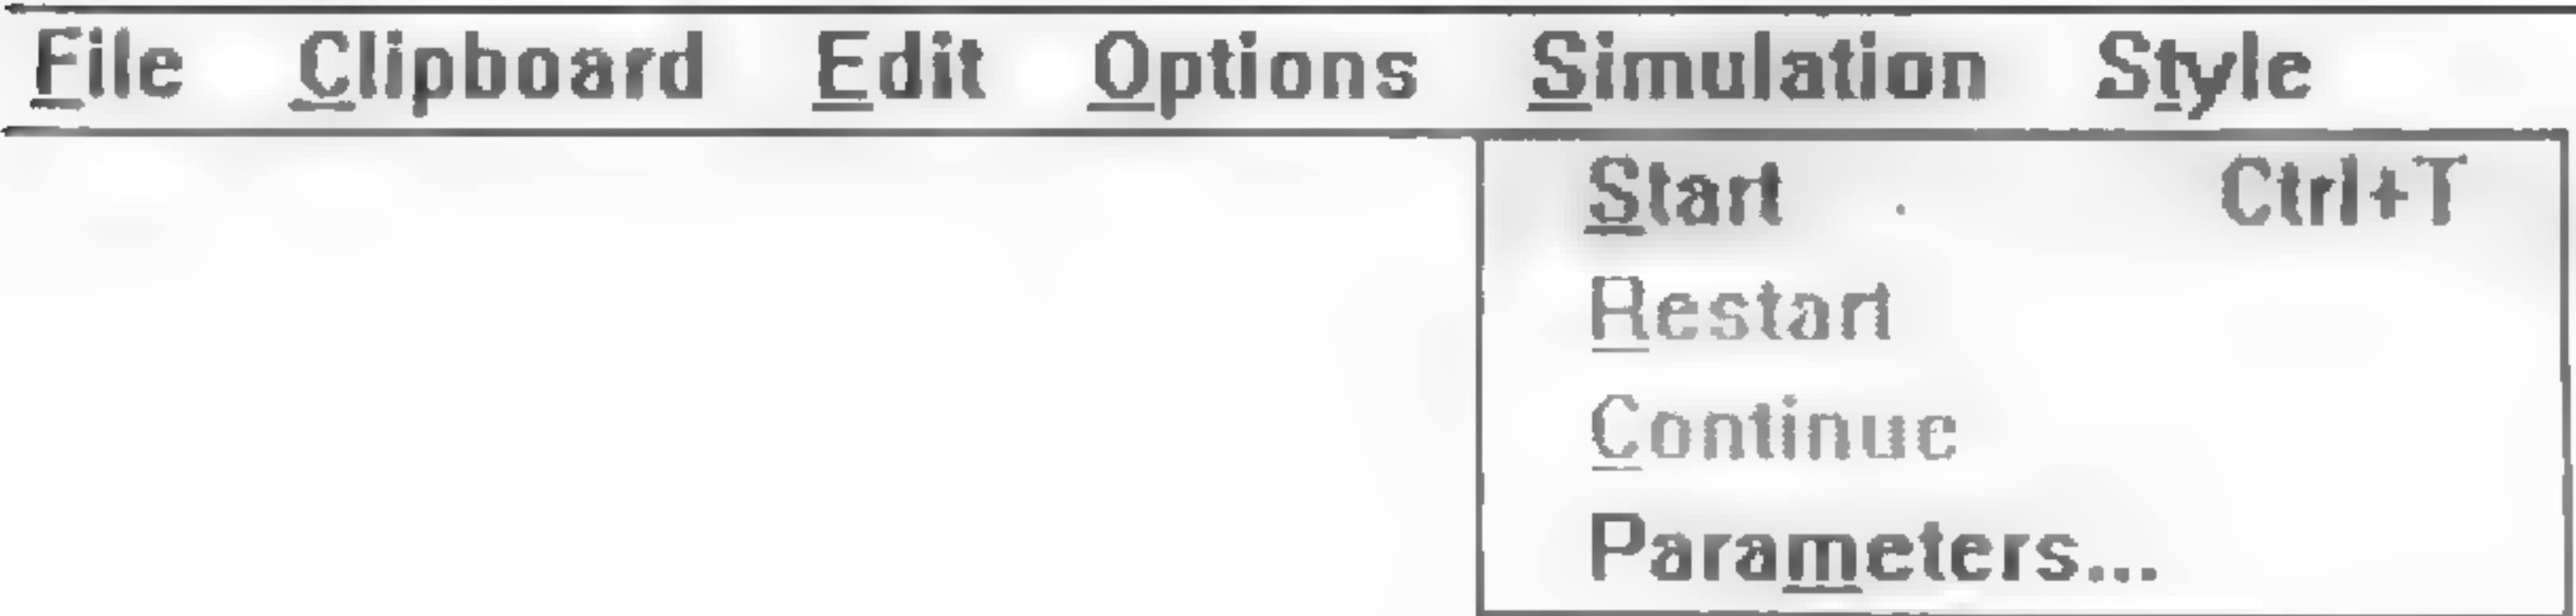 File Clipboard Edit Options Simulation Style
Start Ctrl+T
Restart
Continue
Parameters...